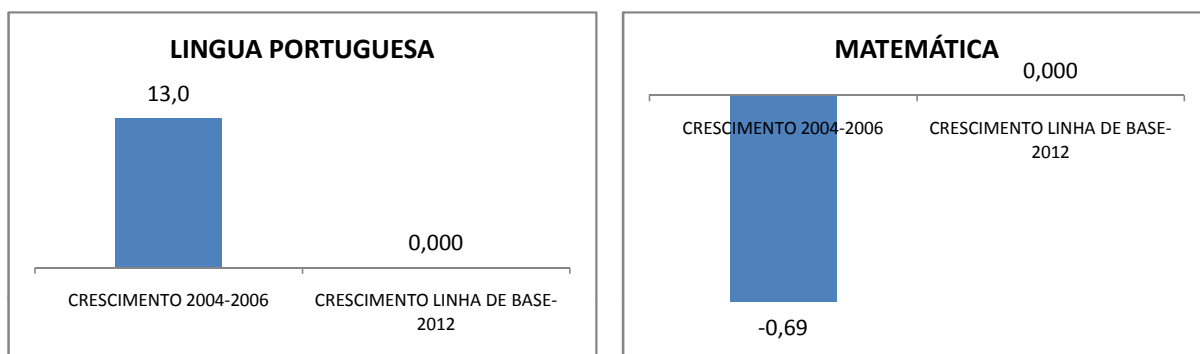 LINGUA PORTUGUESA
13,0
0,000
CRESCIMENTO 2004-2006
CRESCIMENTO LINHA DE BASE-
2012
MATEMÁTICA
0,000
CRESCIMENTO 2004-2006
CRESCIMENTO LINHA DE BASE-
2012
-0,69